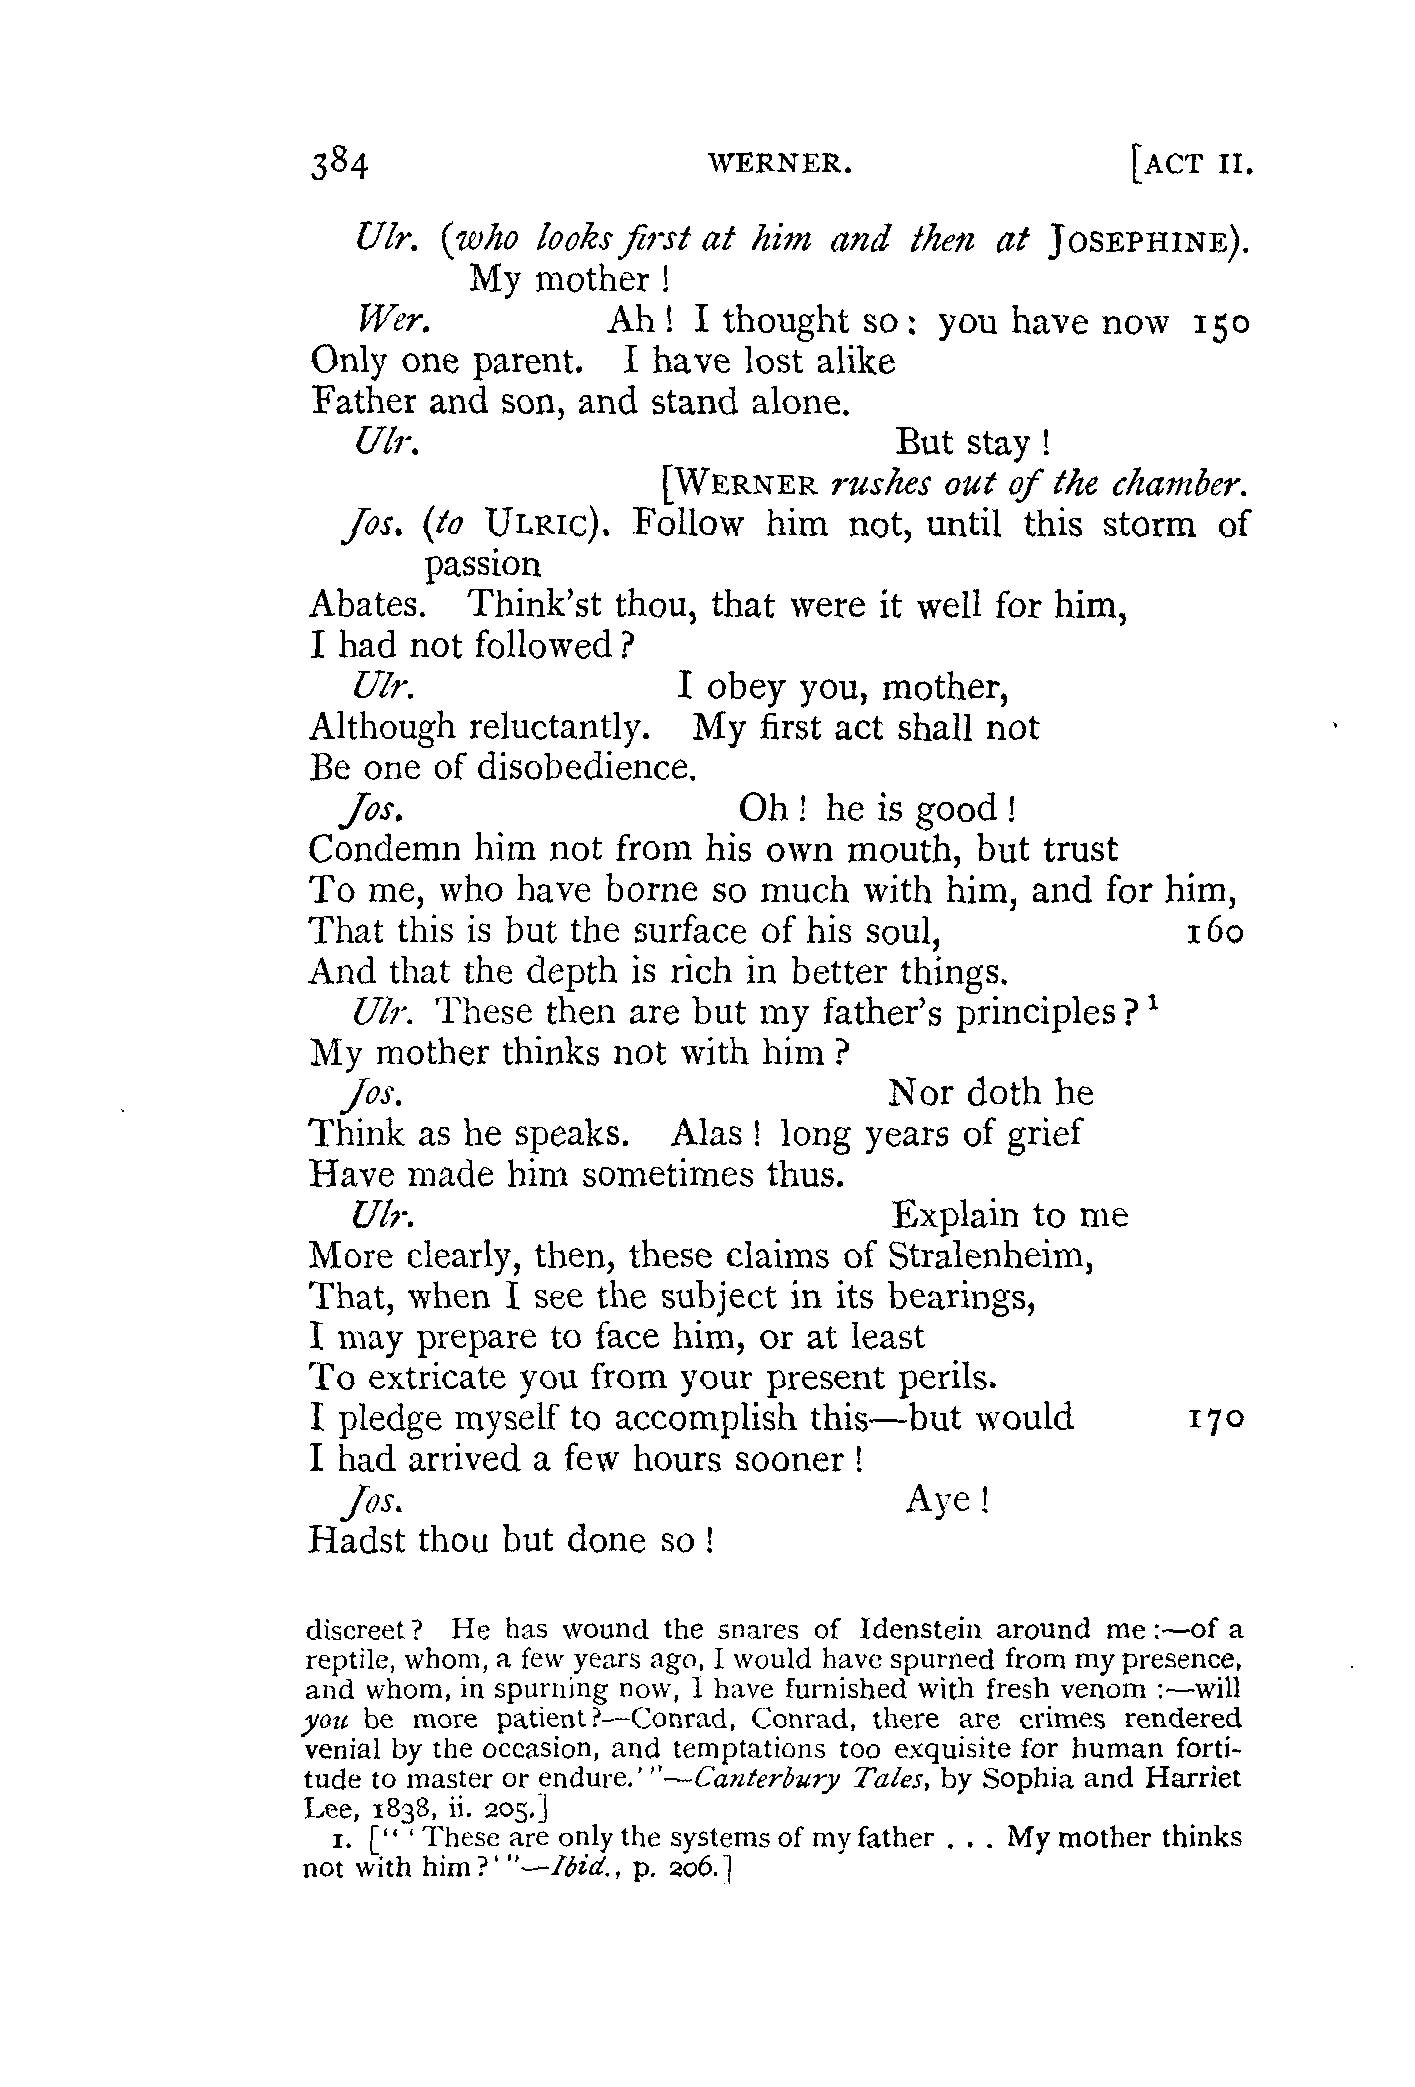 384 WERNER. [ACT II.
Ulr. (who looks first at him and then at JOSEPHINE).
My mother !
Wer. Ah ! I thought so : you have now 150
Only one parent. I have lost alike
Father and son, and stand alone.
Ulr. But stay !
[WERNER rushes out of the chamber.
Jos. (to ULRIC). Follow him not, until this storm of
passion
Abates. Think'st thou, that were it well for him,
I had not followed ?
Ulr. I obey you, mother,
Although reluctantly. My first act shall not
Be one of disobedience.
Jos. Oh ! he is good !
Condemn him not from his own mouth, but trust
To me, who have borne so much with him, and for him,
That this is but the surface of his soul, 160
And that the depth is rich in better things.
Ulr. These then are but my father's principles ? 1
My mother thinks not with him ?
Jos. Nor doth he
Think as he speaks. Alas ! long years of grief
Have made him sometimes thus.
Ulr. Explain to me
More clearly, then, these claims of Stralenheim,
That, when I see the subject in its bearings,
I may prepare to face him, or at least
To extricate you from your present perils.
I pledge myself to accomplish this—but would 170
I had arrived a few hours sooner !
Jos. Aye !
Hadst thou but done so !
discreet ? He has wound the snares of Idenstein around me :—of a
reptile, whom, a few years ago, I would have spurned from my presence,
and whom, in spurning now, I have furnished with fresh venom :—will
you be more patient ?—Conrad, Conrad, there are crimes rendered
venial by the occasion, and temptations too exquisite for human forti-
tude to master or endure.' "—Canterbury Tales, by Sophia and Harriet
Lee, 1838, ii. 205.]
1. [" ' These are only the systems of my father . . . My mother thinks
not with him ? ' "—Ibid., p. 206.]